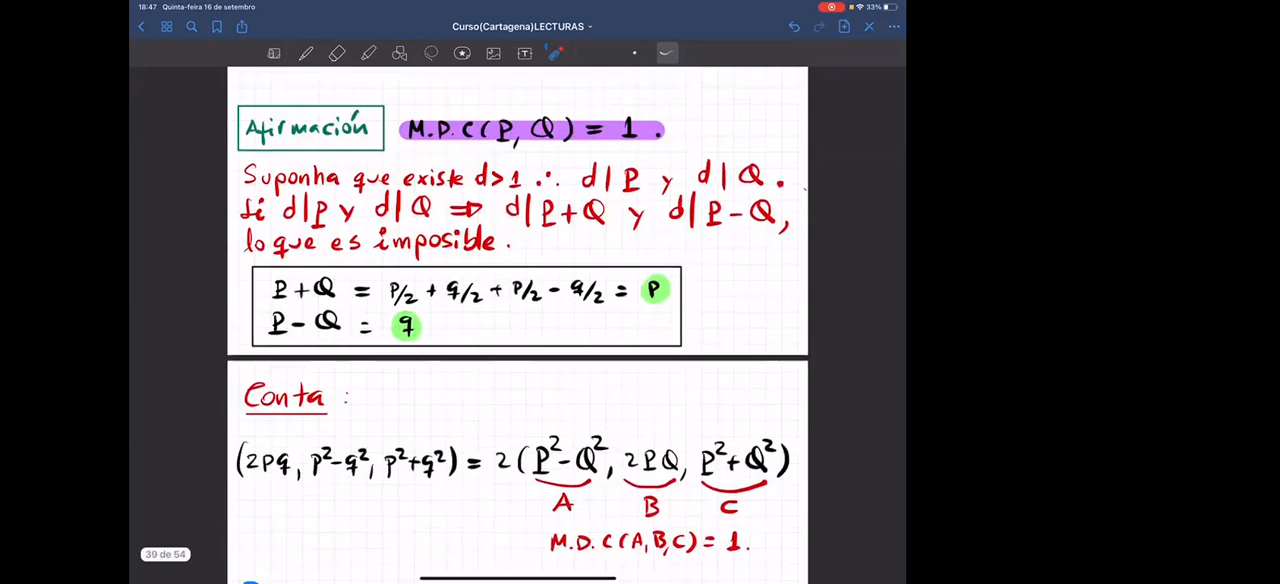 18:47 Quinta-feira 16 de setembro
33%
Curso(Cartagena)LECTURAS
Afirmación M.D.C(P, Q) = 1.
Suponha que existe d>1 ∴ d|P y d|Q.
Si d|P y d|Q ⇒ d|P+Q y d|P-Q,
lo que es imposible.
P+Q = p/2 + q/2 + p/2 - q/2 = p
P-Q = q
Conta :
(2pq, p²-q², p²+q²) = 2(P²-Q², 2PQ, P²+Q²)
A B C
M.D.C(A,B,C) = 1.
39 de 54